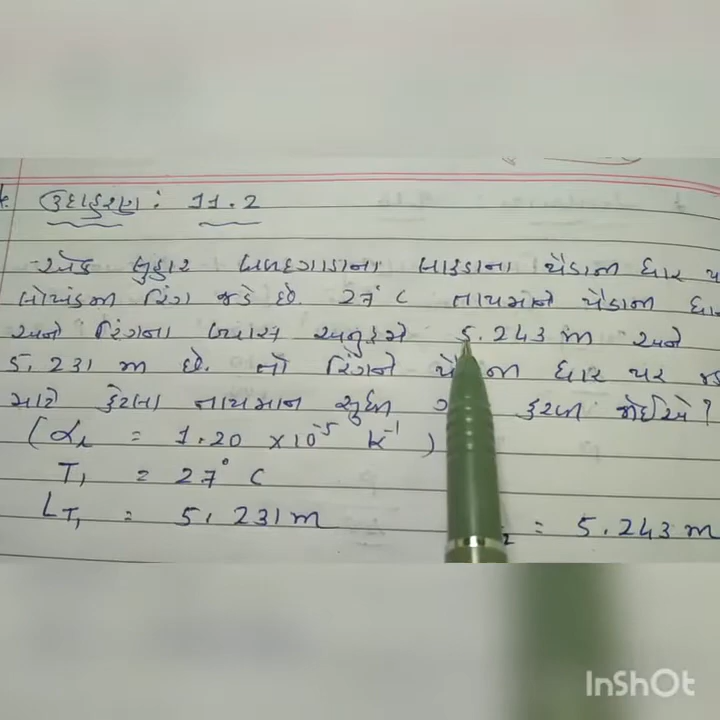 ઉદાહરણ : 11.2
એક લુહાર બળદગાડાના લાકડાના પૈડાની ધાર પ
લોખંડની રિંગ જડે છે. 27° C તાપમાને પૈડાની ધા
અને રિંગના વ્યાસ અનુક્રમે 5.243 m અને
5.231 m છે. તો રિંગને ની ધાર પર જ
માટે કેટલા તાપમાન સુધી કરવી જોઈએ ?
( αL = 1.20 × 10⁻⁵ K⁻¹ )
T₁ = 27° C
LT₁ = 5.231 m 2 = 5.243 m
InShOt